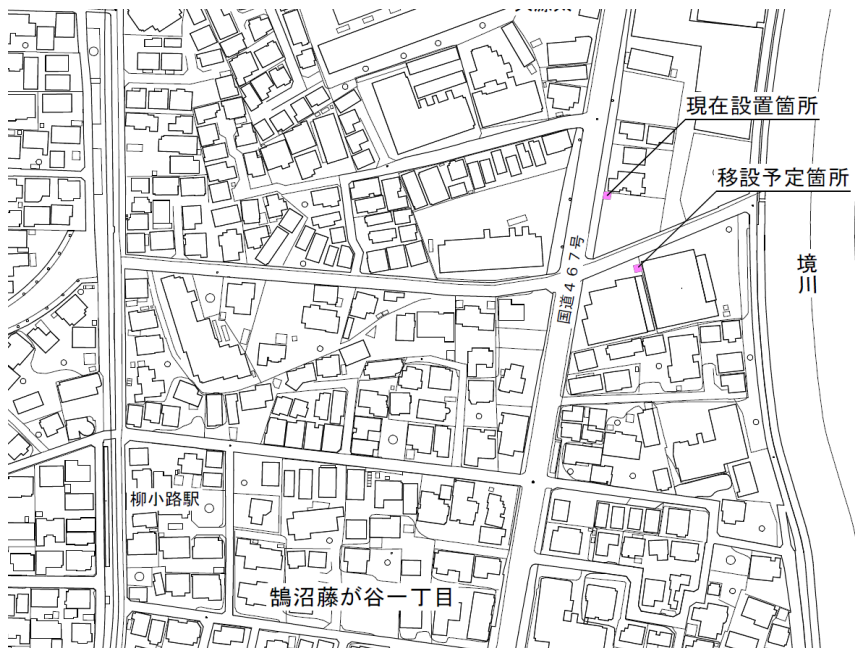 現在設置箇所
移設予定箇所
境川
国道467号
柳小路駅
鵠沼藤が谷一丁目